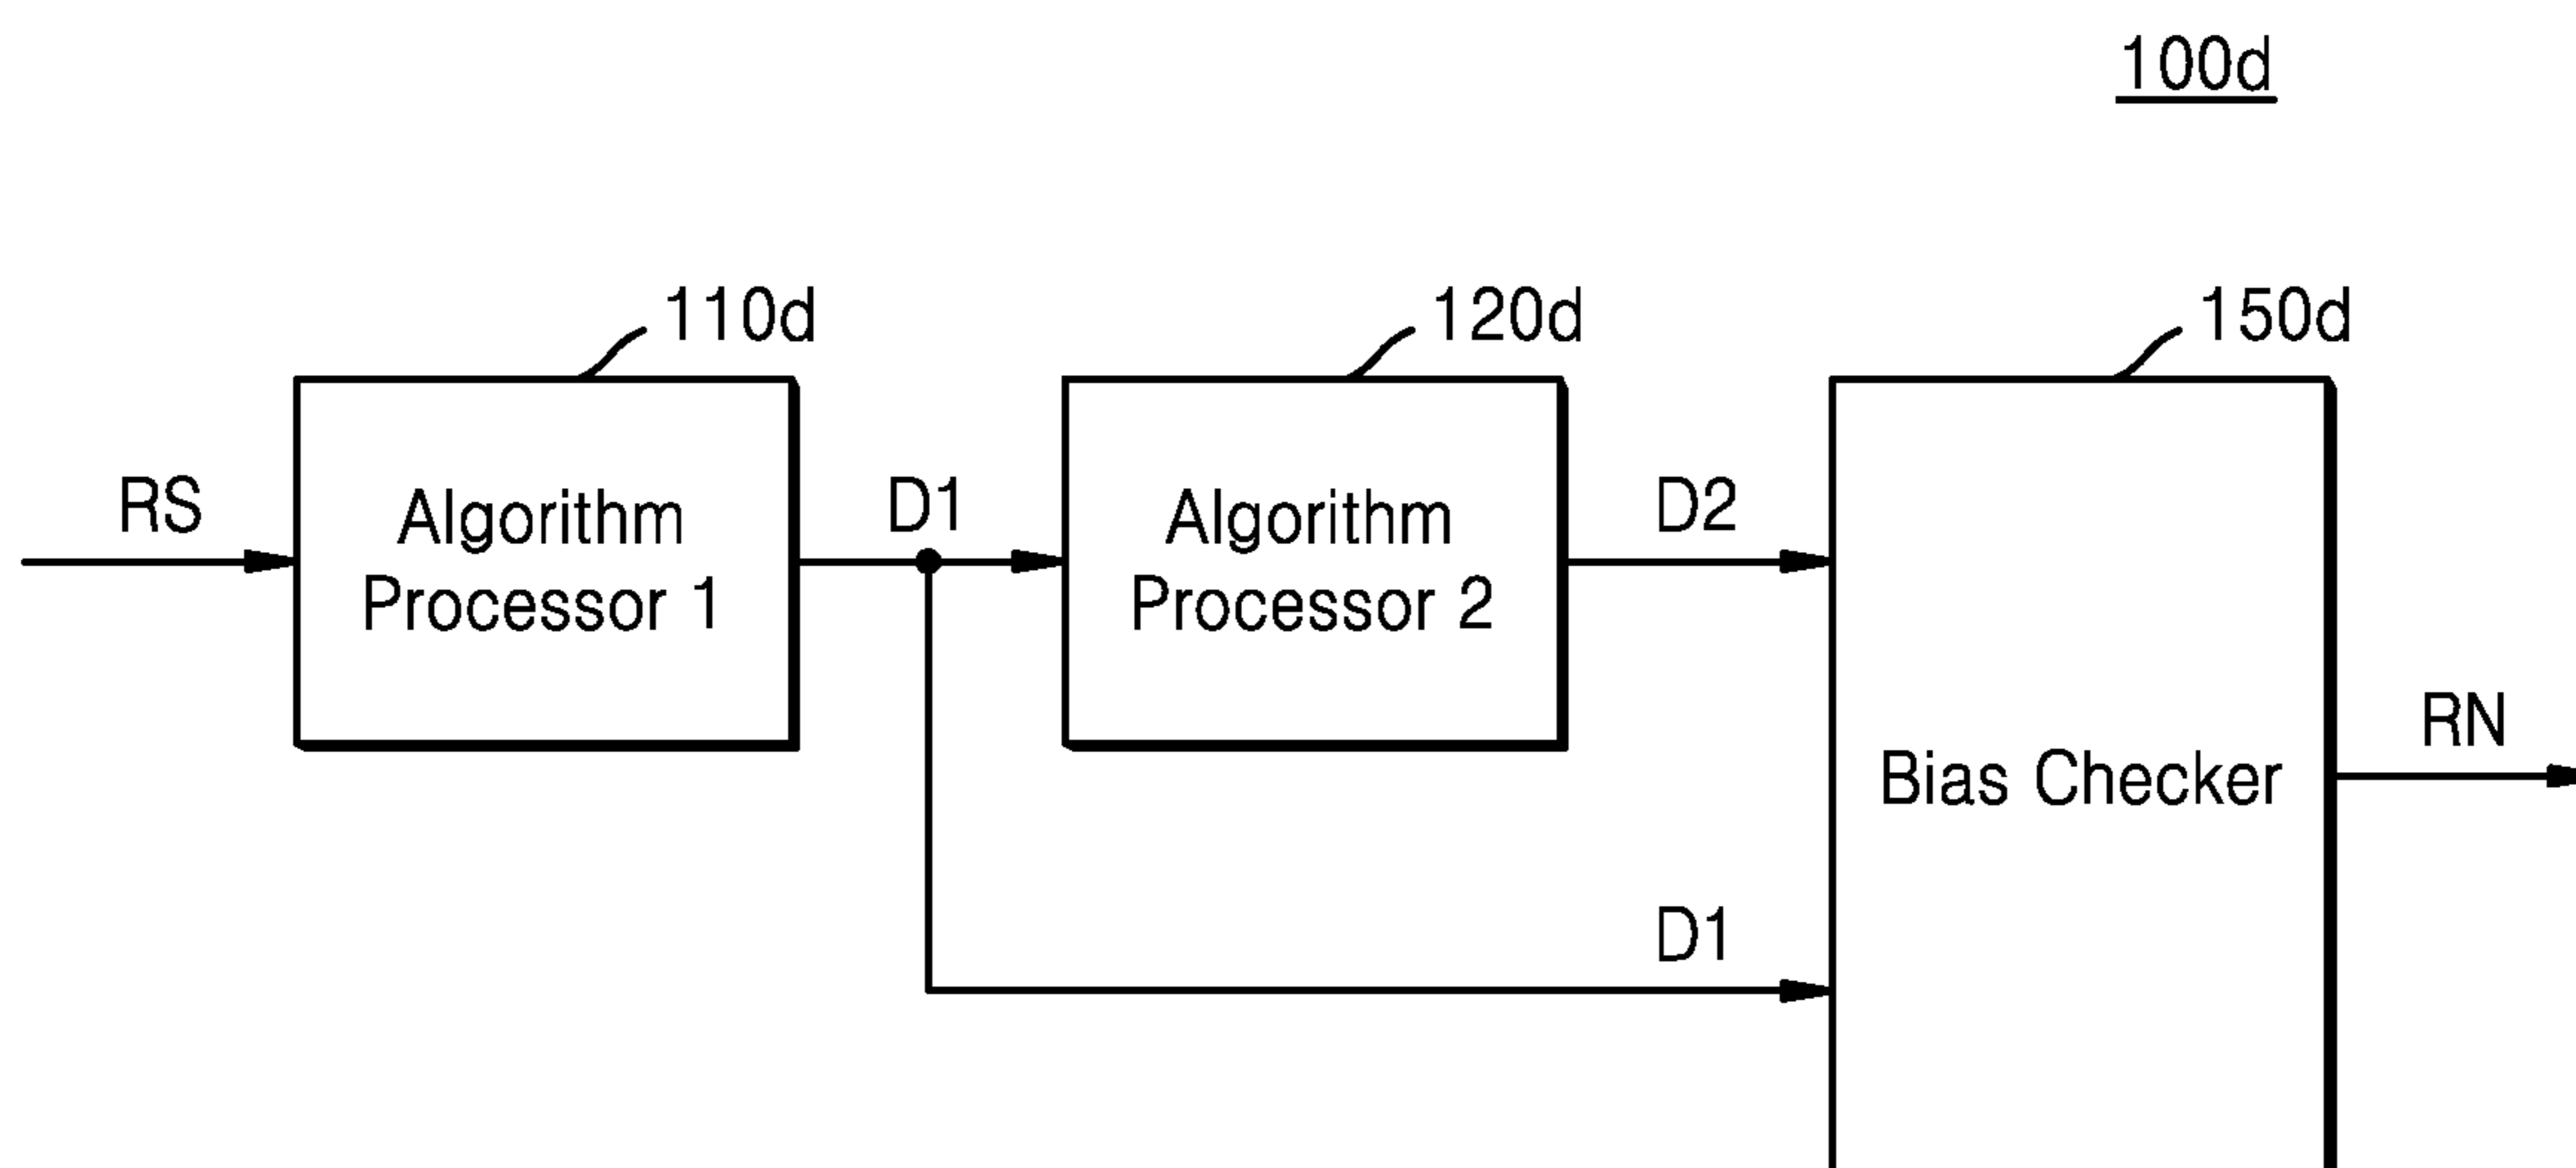 100d
110d
120d
150d
RS
Algorithm
Processor 1
D1
Algorithm
Processor 2
D2
Bias Checker
RN
D1